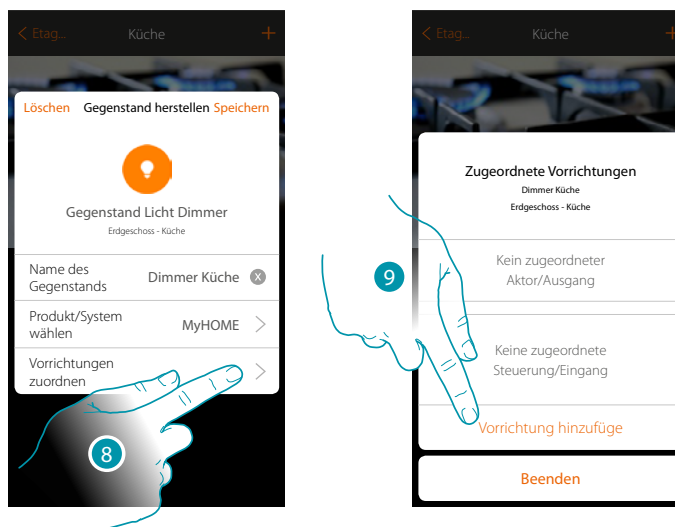 Etag... Küche +
Löschen Gegenstand herstellen Speichern
Gegenstand Licht Dimmer
Erdgeschoss - Küche
Name des
Gegenstands
Dimmer Küche X
Produkt/System
wählen
MyHOME
Vorrichtungen
zuordnen
8
Etag... Küche +
Zugeordnete Vorrichtungen
Dimmer Küche
Erdgeschoss - Küche
Kein zugeordneter
Aktor/Ausgang
9
Keine zugeordnete
Steuerung/Eingang
Vorrichtung hinzufüge
Beenden